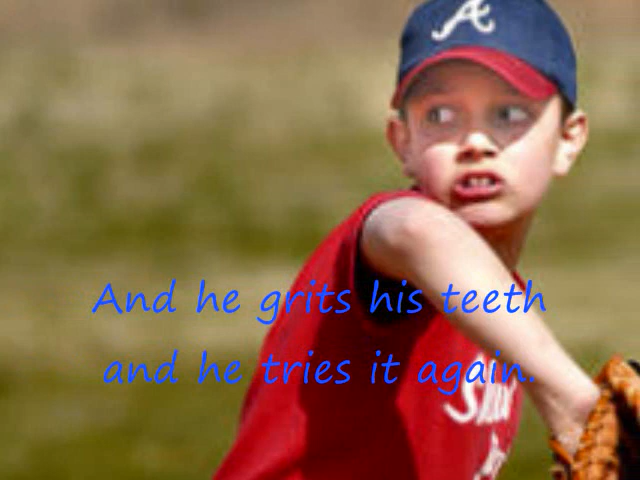 A
And he grits his teeth
and he tries it again.